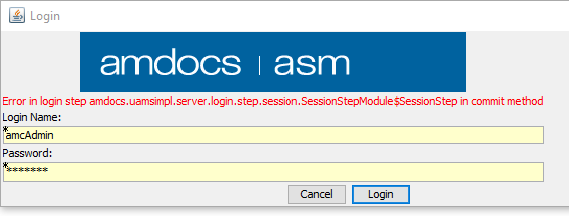 Login
amdocs | asm
Error in login step amdocs.uamsimpl.server.login.step.session.SessionStepModule$SessionStep in commit method
Login Name:
*amcAdmin
Password:
********
Cancel Login